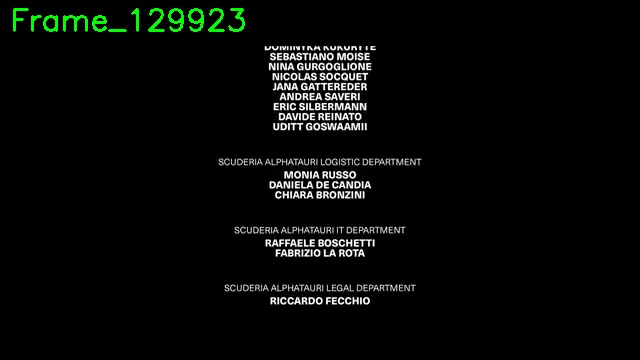 Frame_129923
DOMINYKA KUKURYTE
SEBASTIANO MOISE
NINA GURGOGLIONE
NICOLAS SOCQUET
JANA GATTEREDER
ANDREA SAVERI
ERIC SILBERMANN
DAVIDE REINATO
UDITT GOSWAAMII
SCUDERIA ALPHATAURI LOGISTIC DEPARTMENT
MONIA RUSSO
DANIELA DE CANDIA
CHIARA BRONZINI
SCUDERIA ALPHATAURI IT DEPARTMENT
RAFFAELE BOSCHETTI
FABRIZIO LA ROTA
SCUDERIA ALPHATAURI LEGAL DEPARTMENT
RICCARDO FECCHIO